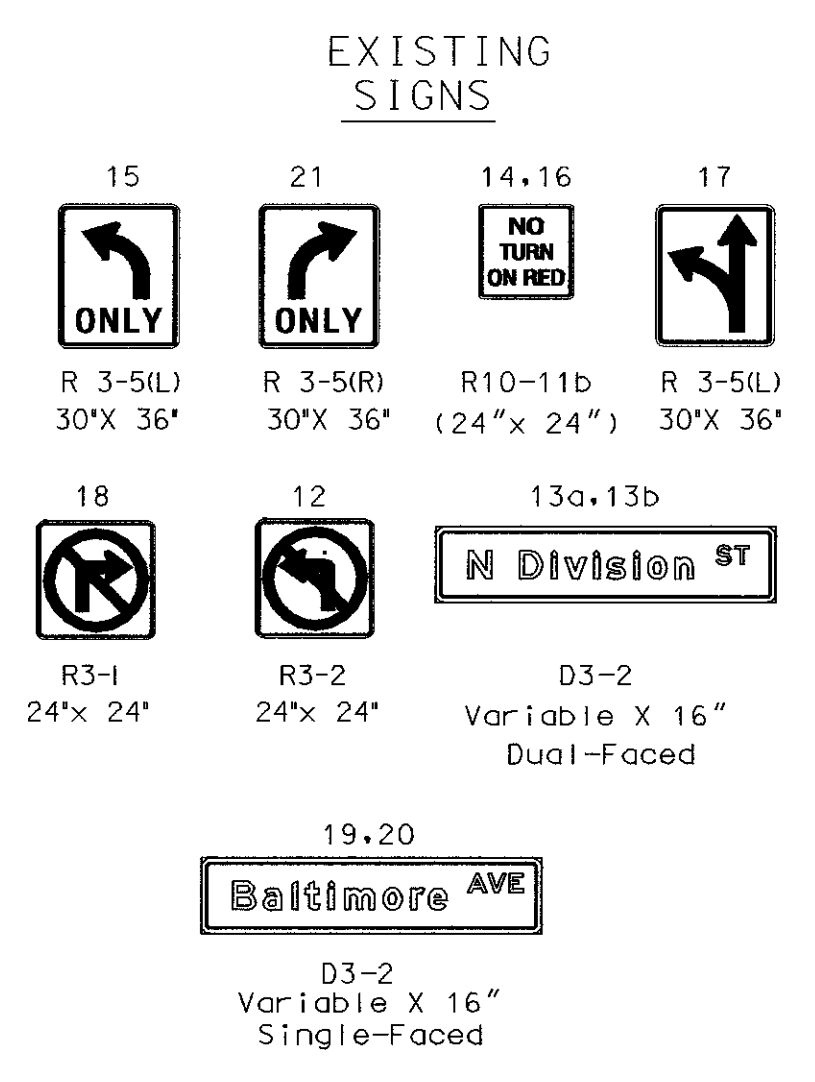 EXISTING
SIGNS
15
21
14,16
17
ONLY
ONLY
NO
TURN
ON RED
R 3-5(L)
30"X 36"
R 3-5(R)
30"X 36"
R10-11b
(24"x 24")
R 3-5(L)
30"X 36"
18
12
13a,13b
N Division ST
R3-1
24"x 24"
R3-2
24"x 24"
D3-2
Variable X 16"
Dual-Faced
19,20
Baltimore AVE
D3-2
Variable X 16"
Single-Faced